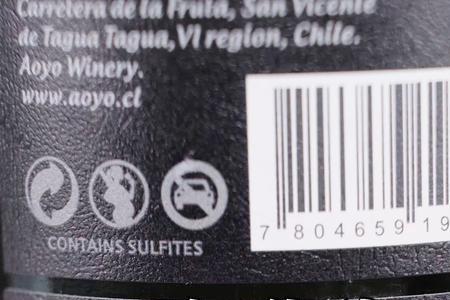 Carretera de la Fruta, San Vicente
de Tagua Tagua, VI region, Chile.
Aoyo Winery.
www.aoyo.cl
CONTAINS SULFITES
7 804659 19